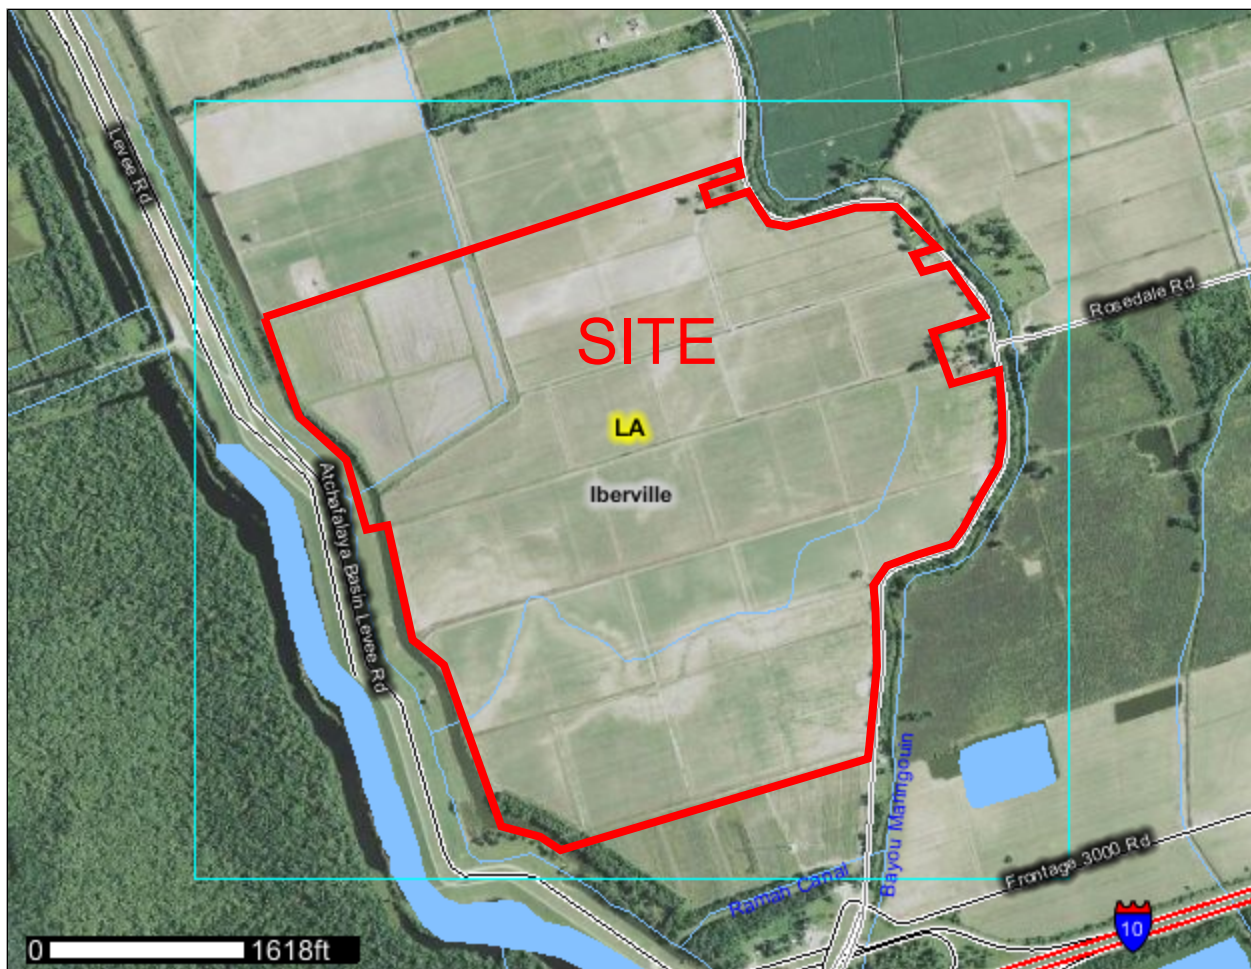 Levee Rd
Rosedale Rd
SITE
LA
Iberville
Atchafalaya Basin Levee Rd
Bayou Maringouin
Frontage 3000 Rd
Ramah Canal
10
0 1618ft